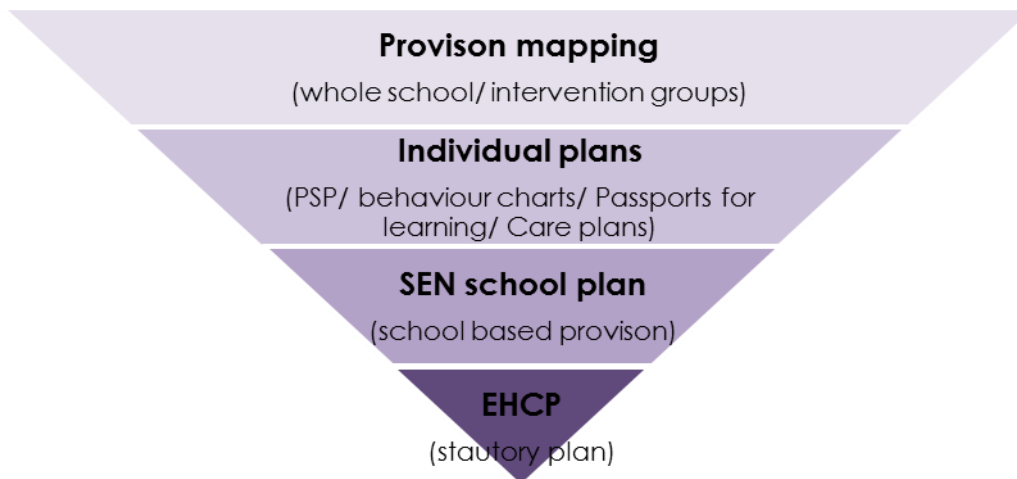 Provison mapping
(whole school/ intervention groups)
Individual plans
(PSP/ behaviour charts/ Passports for
learning/ Care plans)
SEN school plan
(school based provison)
EHCP
(stautory plan)